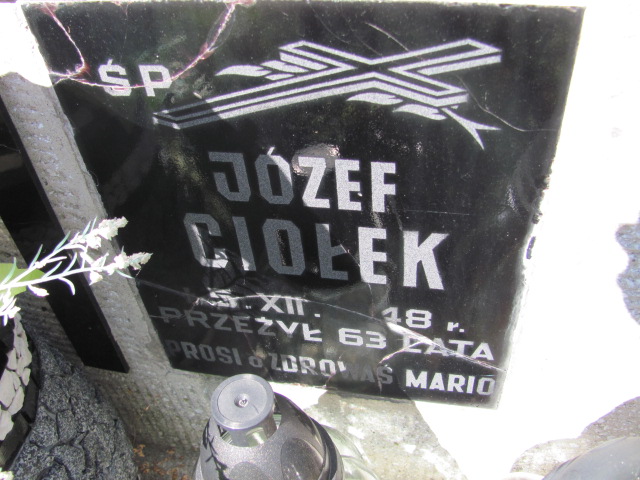 ŚP
JÓZEF
CIOŁEK
XII. 48 r.
PRZEŻYŁ 63 LATA
PROSI o ZDROWAŚ MARIO